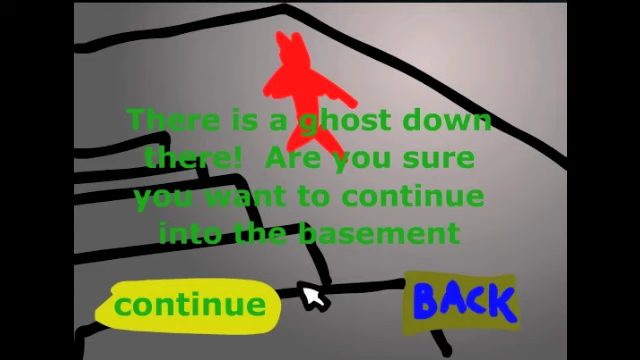 There is a ghost down
there!  Are you sure
you want to continue
into the basement
continue
BACK